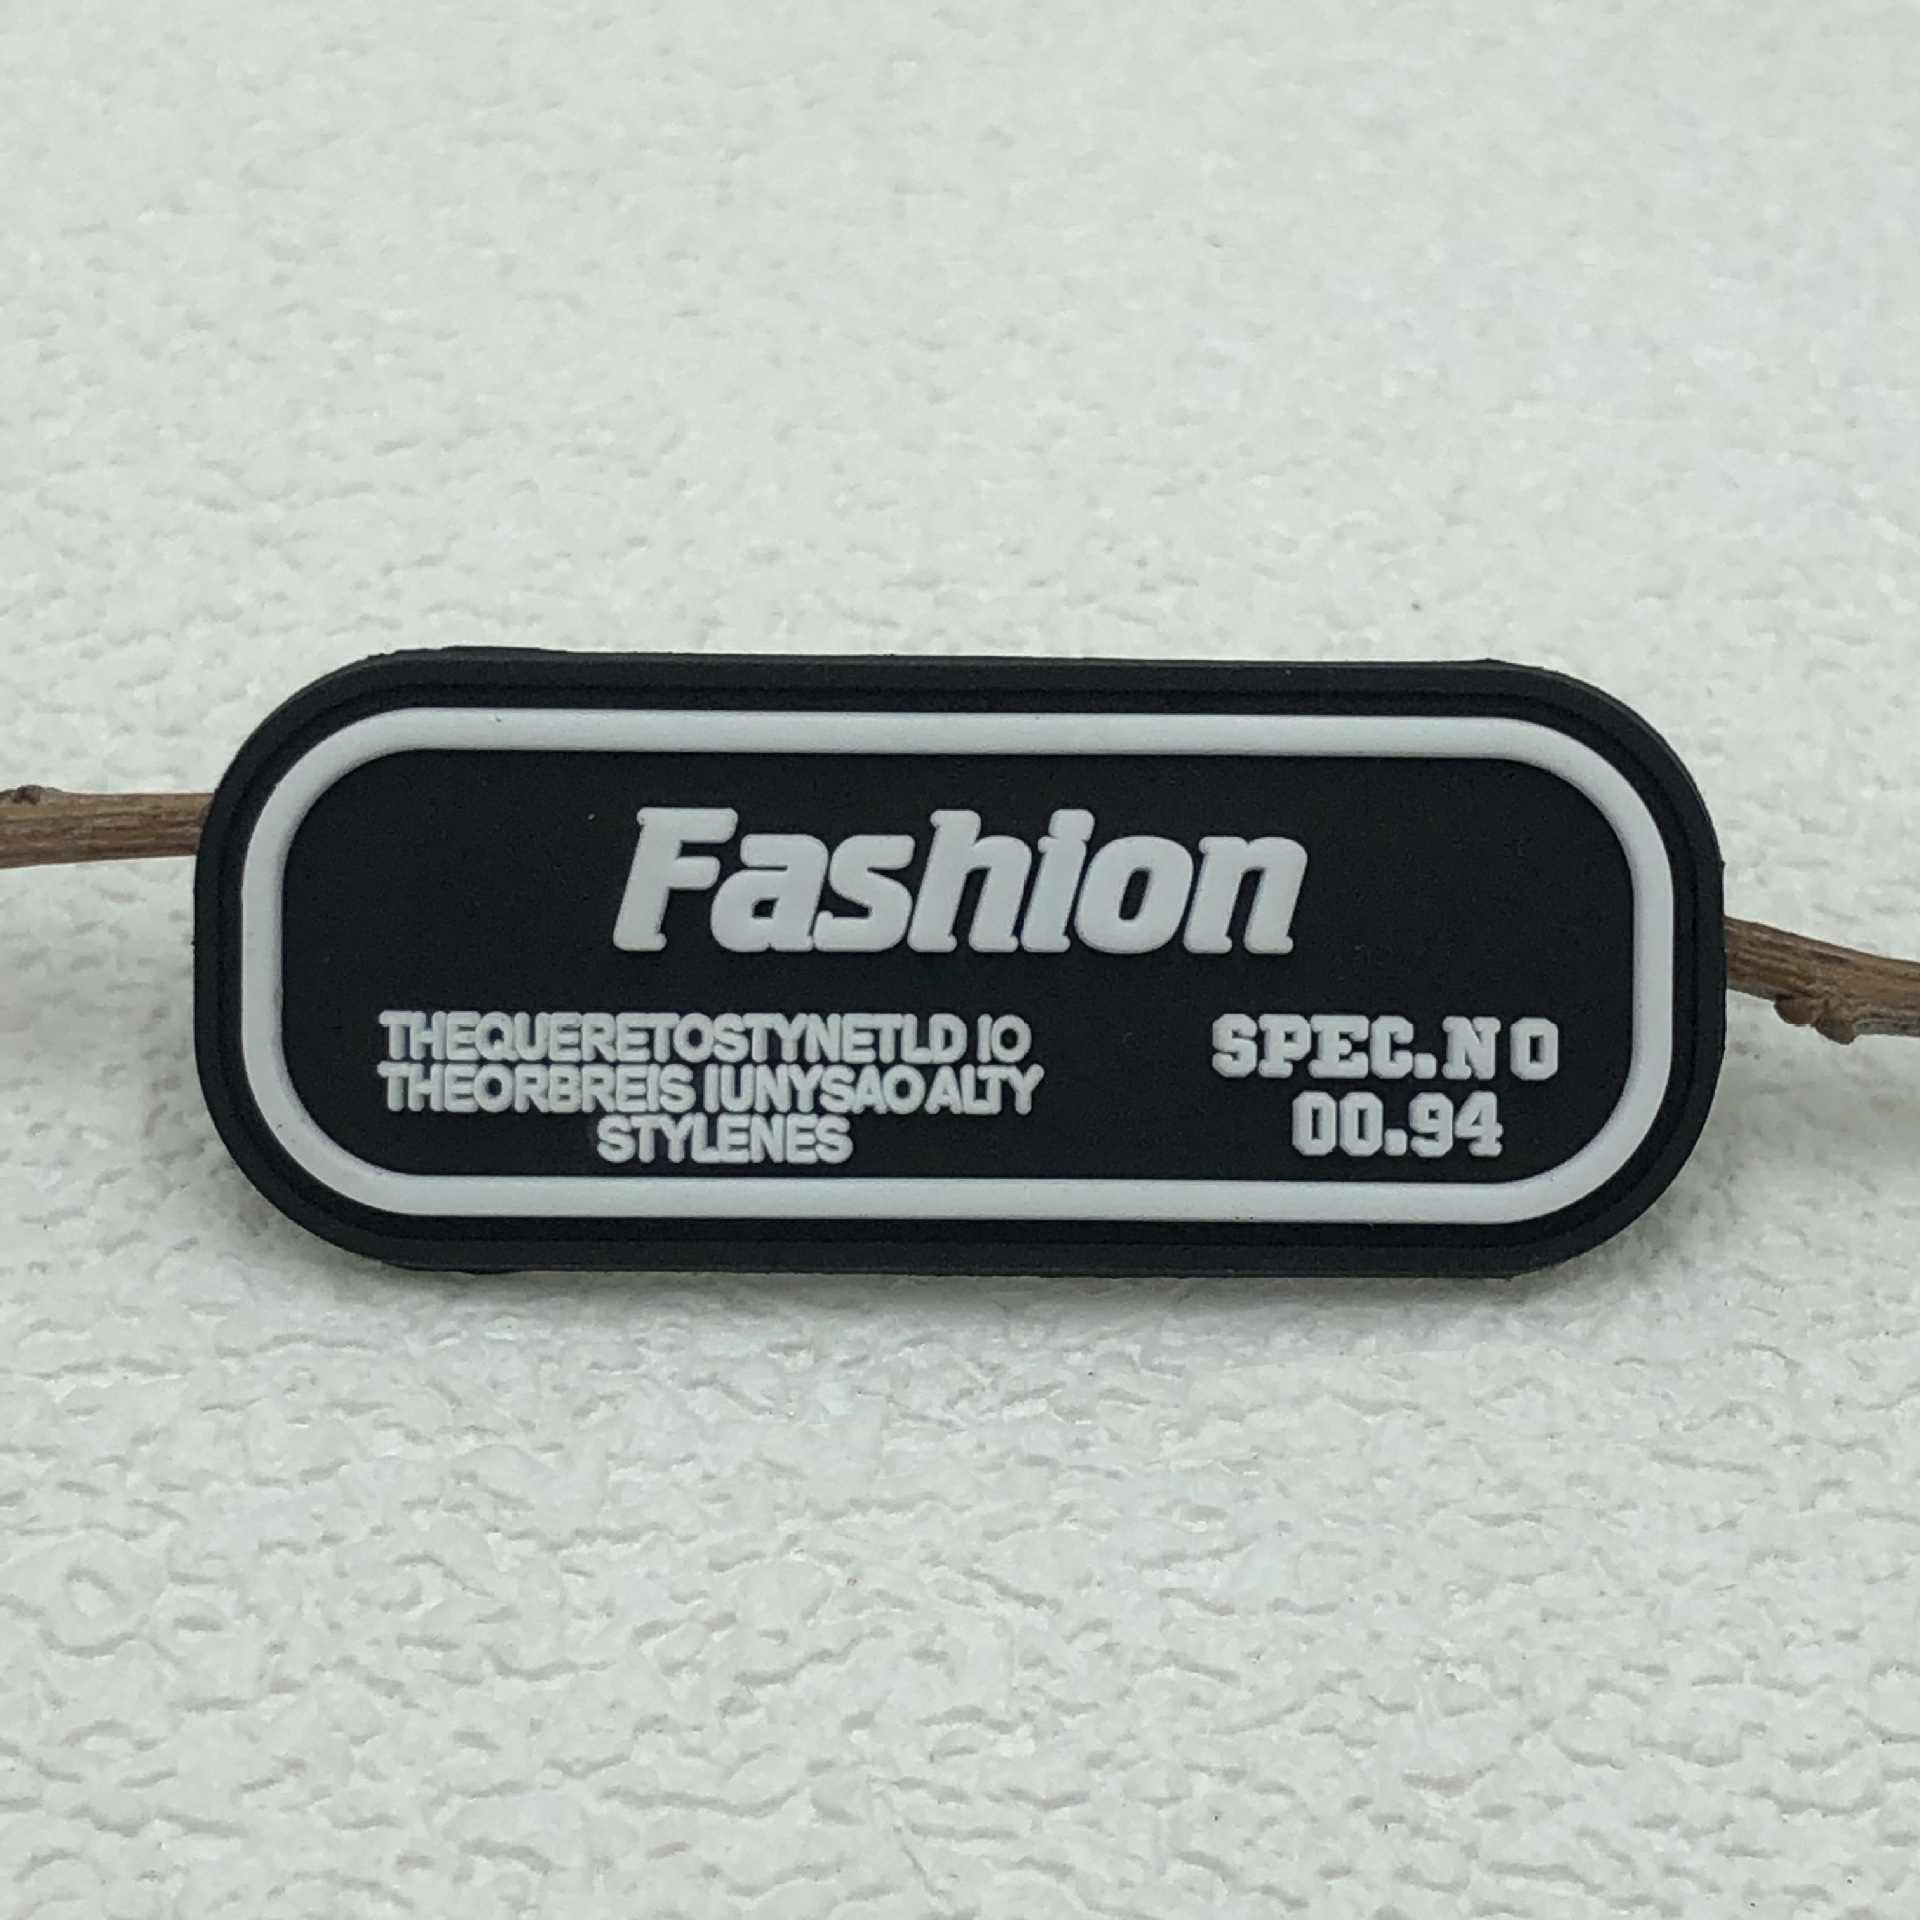 Fashion
THEQUERETOSTYNETLD IO
THEORBREIS IUNYSAO ALTY
STYLENES
SPEC.NO
00.94